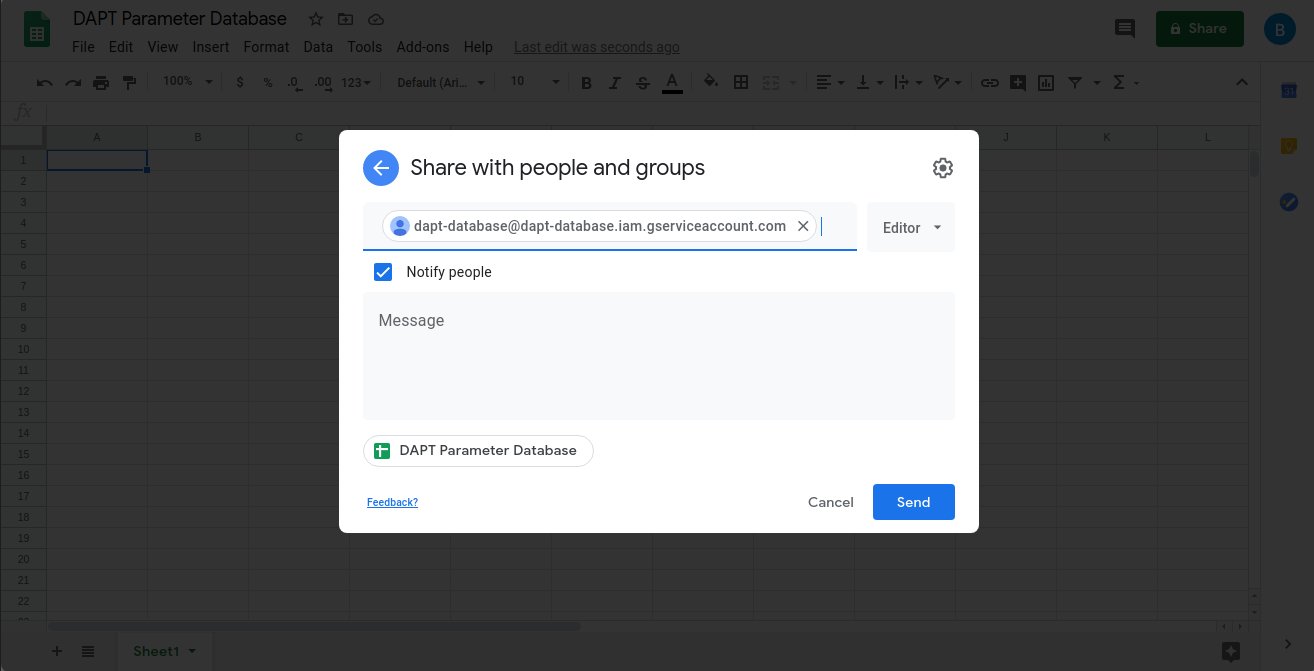 DAPT Parameter Database
File Edit View Insert Format Data Tools Add-ons Help Last edit was seconds ago
Share
B
100% $ % .0 .00 123 Default (Ari... 10 B I S A Σ
fx
A B C J K L
31
1
2
3
4
5
6
7
8
9
10
11
12
13
14
15
16
17
18
19
20
21
22
Share with people and groups
dapt-database@dapt-database.iam.gserviceaccount.com
Editor
Notify people
Message
DAPT Parameter Database
Feedback?
Cancel
Send
Sheet1